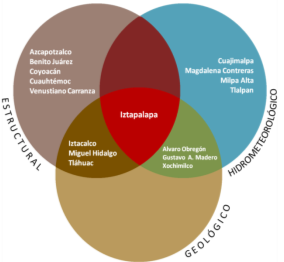 Azcapotzalco
Benito Juárez
Coyoacán
Cuauhtémoc
Venustiano Carranza
Cuajimalpa
Magdalena Contreras
Milpa Alta
Tlalpan
Iztapalapa
Iztacalco
Miguel Hidalgo
Tláhuac
Alvaro Obregón
Gustavo A. Madero
Xochimilco
ESTRUCTURAL
HIDROMETEOROLÓGICO
GEOLÓGICO